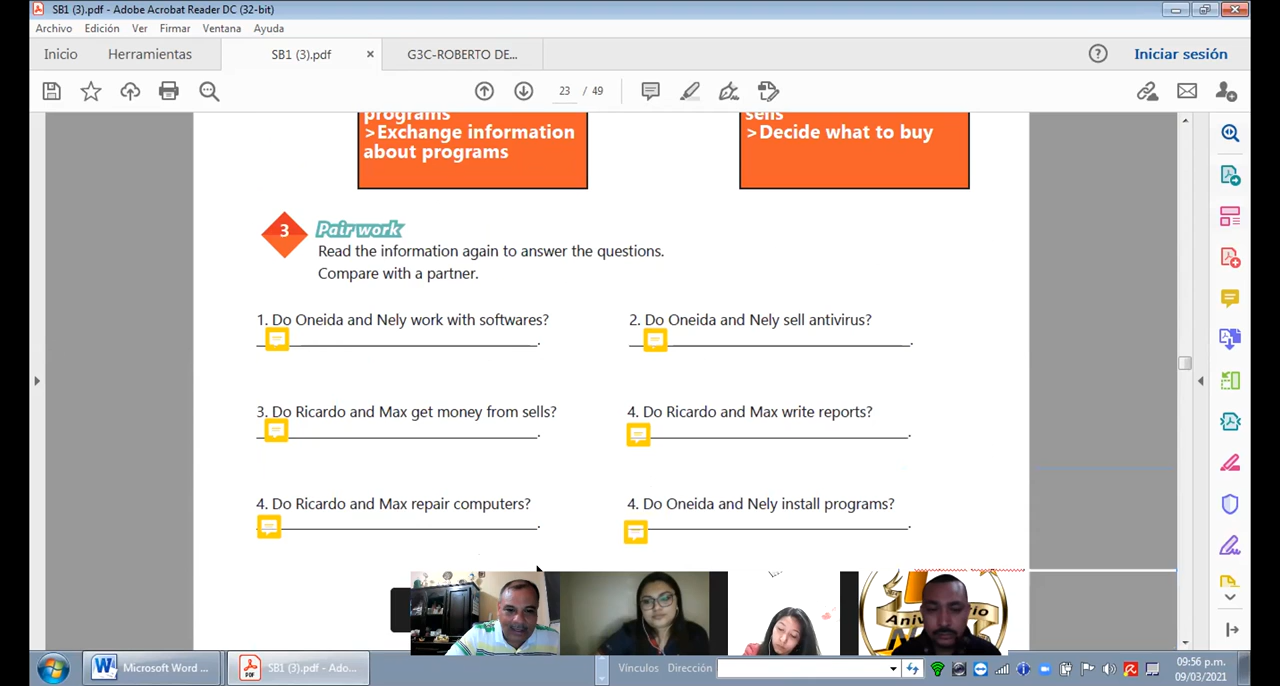 SB1 (3).pdf - Adobe Acrobat Reader DC (32-bit)
Archivo Edición Ver Firmar Ventana Ayuda
Inicio Herramientas SB1 (3).pdf × G3C-ROBERTO DE... Iniciar sesión
23 / 49
programs
>Exchange information
about programs
sells
>Decide what to buy
3 Pair work
Read the information again to answer the questions.
Compare with a partner.
1. Do Oneida and Nely work with softwares?
2. Do Oneida and Nely sell antivirus?
3. Do Ricardo and Max get money from sells?
4. Do Ricardo and Max write reports?
4. Do Ricardo and Max repair computers?
4. Do Oneida and Nely install programs?
Microsoft Word ...
SB1 (3).pdf - Ado...
Vínculos Dirección
09:56 p.m.
09/03/2021